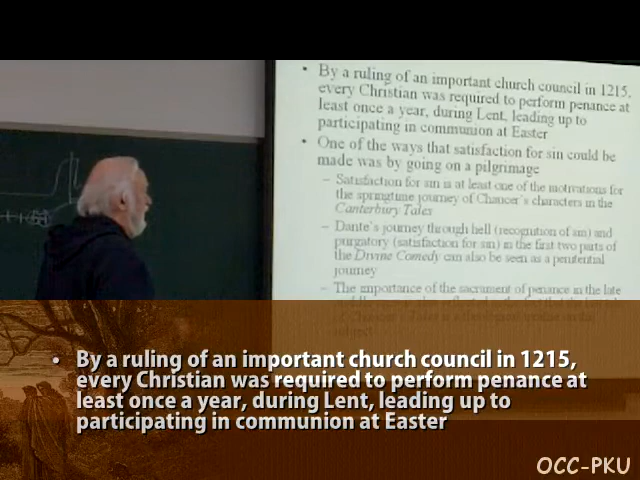 • By a ruling of an important church council in 1215,
every Christian was required to perform penance at
least once a year, during Lent, leading up to
participating in communion at Easter
• One of the ways that satisfaction for sin could be
made was by going on a pilgrimage
– Satisfaction for sin is at least one of the motivations for
the springtime journey of Chaucer's characters in the
Canterbury Tales
– Dante's journey through hell (recognition of sin) and
purgatory (satisfaction for sin) in the first two parts of
the Divine Comedy can also be seen as a penitential
journey
– The importance of the sacrament of penance in the late
• By a ruling of an important church council in 1215,
every Christian was required to perform penance at
least once a year, during Lent, leading up to
participating in communion at Easter
OCC-PKU